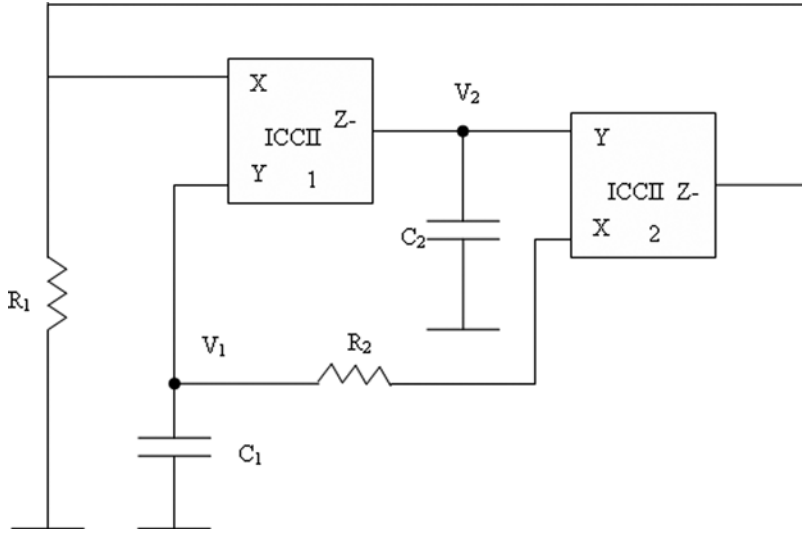 X
Z-
ICCII
Y
1
V₂
Y
ICCII Z-
X
2
C₂
R₁
V₁
R₂
C₁